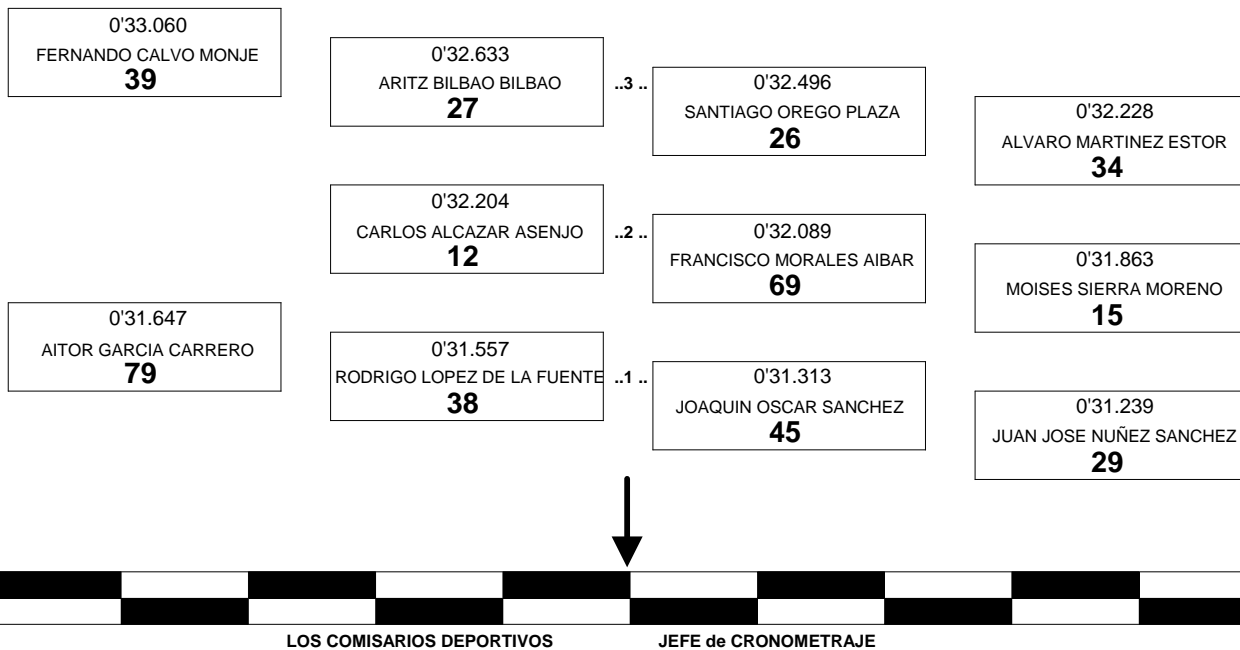 0'33.060
FERNANDO CALVO MONJE
39
0'32.633
ARITZ BILBAO BILBAO
27
..3 ..
0'32.496
SANTIAGO OREGO PLAZA
26
0'32.228
ALVARO MARTINEZ ESTOR
34
0'32.204
CARLOS ALCAZAR ASENJO
12
..2 ..
0'32.089
FRANCISCO MORALES AIBAR
69
0'31.863
MOISES SIERRA MORENO
15
0'31.647
AITOR GARCIA CARRERO
79
0'31.557
RODRIGO LOPEZ DE LA FUENTE
38
..1 ..
0'31.313
JOAQUIN OSCAR SANCHEZ
45
0'31.239
JUAN JOSE NUÑEZ SANCHEZ
29
LOS COMISARIOS DEPORTIVOS
JEFE de CRONOMETRAJE